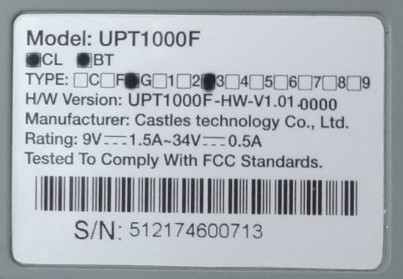 Model: UPT1000F
■CL ■BT
TYPE: □C□F■G□1□2■3□4□5□6□7□8□9
H/W Version: UPT1000F-HW-V1.01.0000
Manufacturer: Castles technology Co., Ltd.
Rating: 9V⎓1.5A~34V⎓0.5A
Tested To Comply With FCC Standards.
S/N: 512174600713